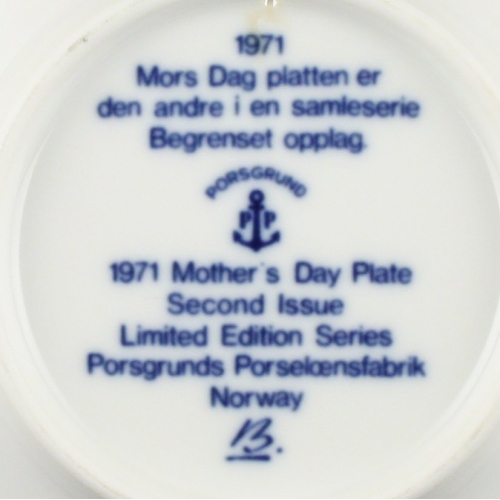 1971
Mors Dag platten er
den andre i en samleserie
Begrenset opplag.
PORSGRUND
P P
1971 Mother's Day Plate
Second Issue
Limited Edition Series
Porsgrunds Porselænsfabrik
Norway
B.